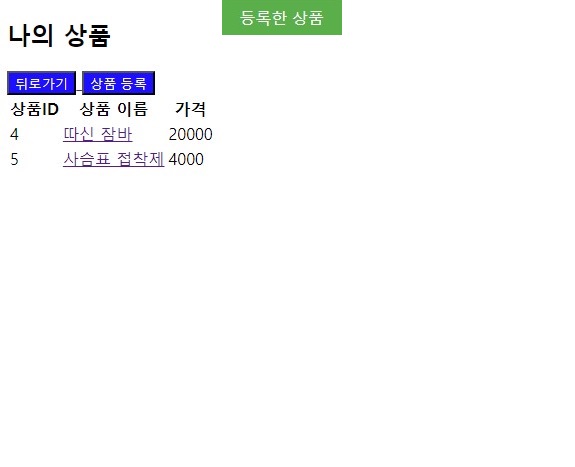 등록한 상품
나의 상품
뒤로가기 상품 등록
상품ID 상품 이름 가격
4 따신 잠바 20000
5 사슴표 접착제 4000